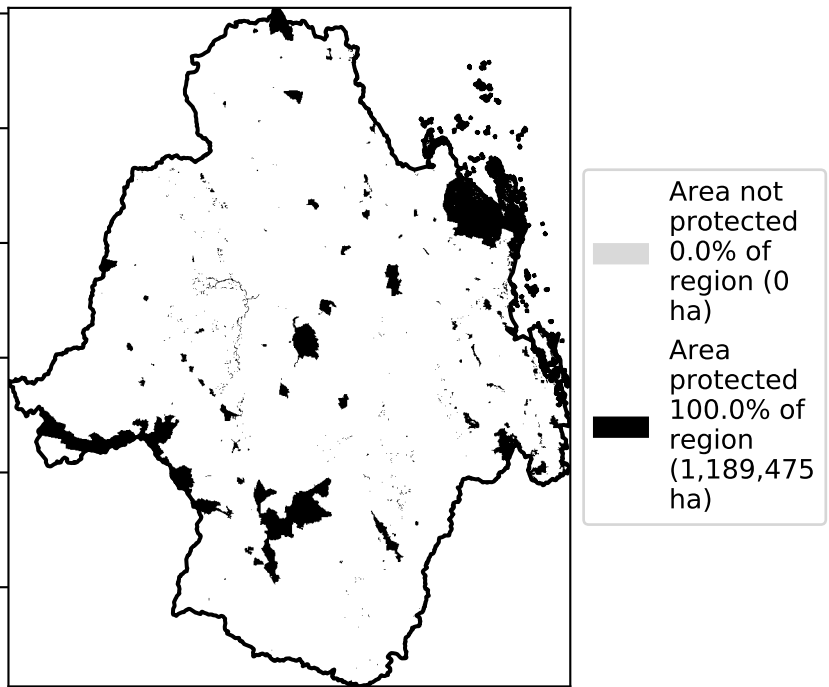 Area not
protected
0.0% of
region (0
ha)
Area
protected
100.0% of
region
(1,189,475
ha)